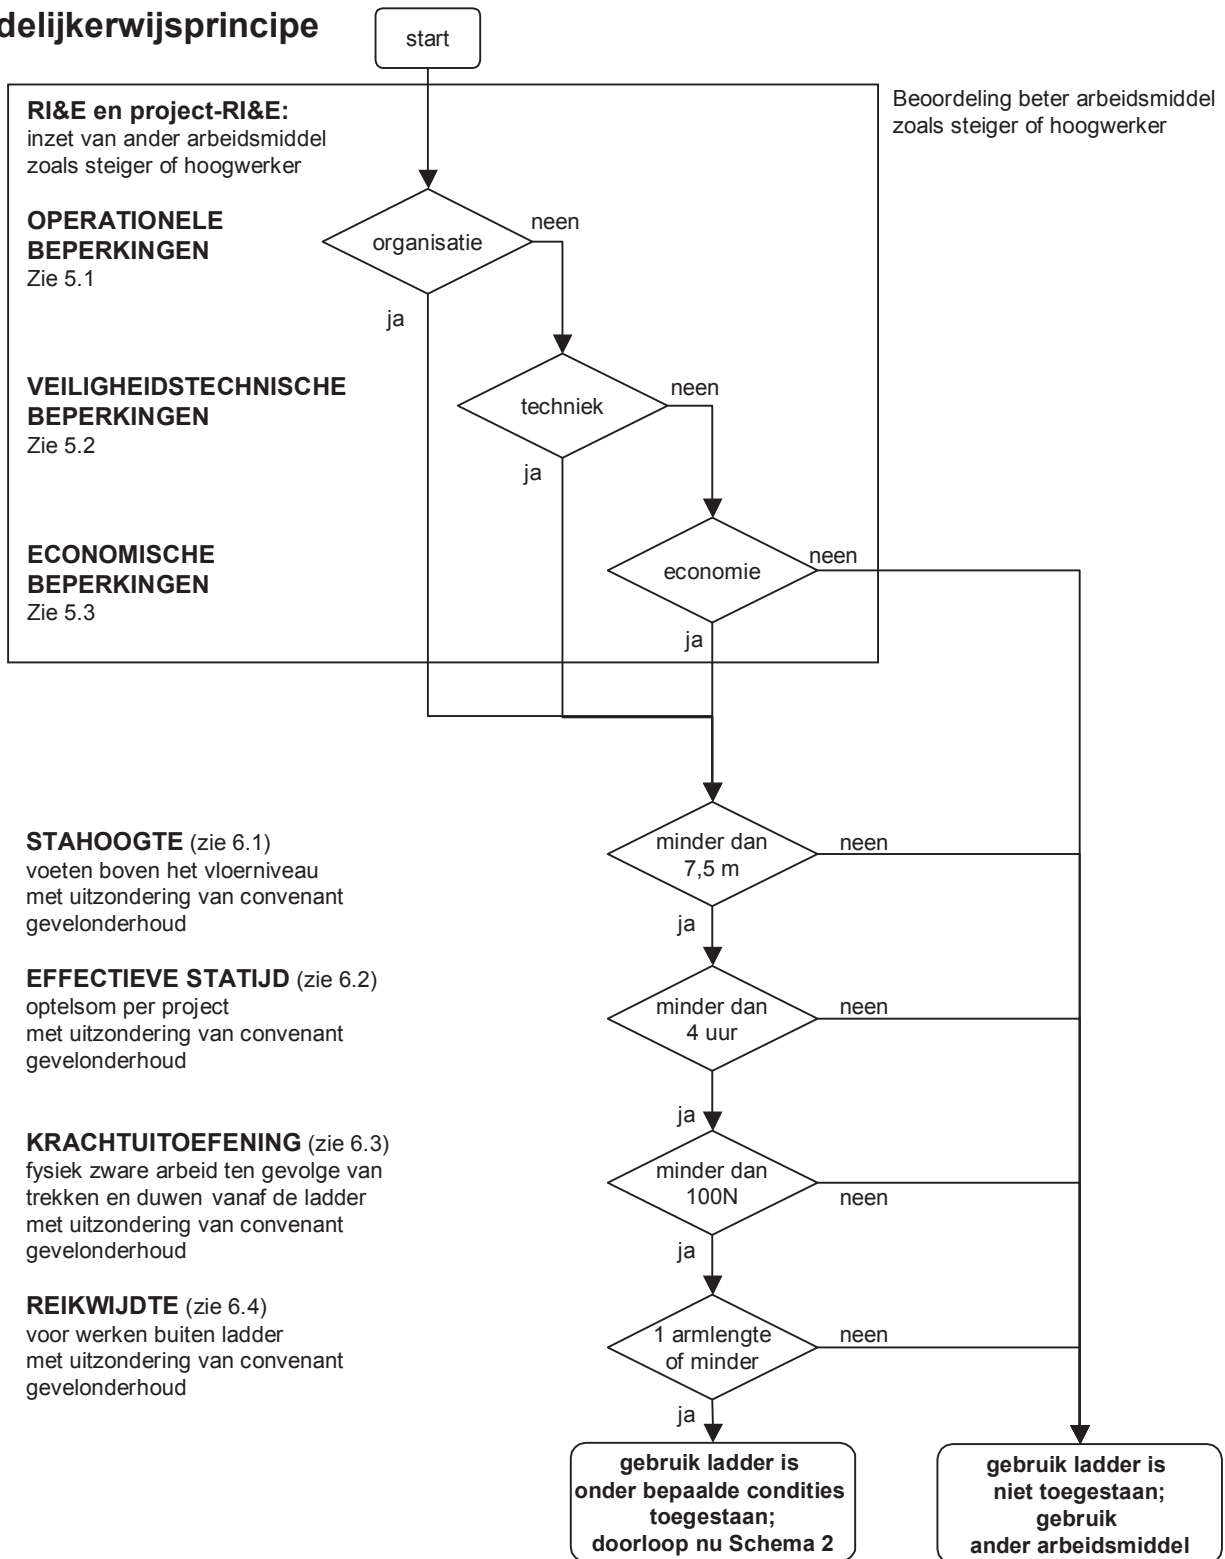 delijkerwijsprincipe
start
RI&E en project-RI&E:
inzet van ander arbeidsmiddel
zoals steiger of hoogwerker
Beoordeling beter arbeidsmiddel
zoals steiger of hoogwerker
OPERATIONELE
BEPERKINGEN
Zie 5.1
organisatie
neen
ja
VEILIGHEIDSTECHNISCHE
BEPERKINGEN
Zie 5.2
techniek
neen
ja
ECONOMISCHE
BEPERKINGEN
Zie 5.3
economie
neen
ja
STAHOOGTE (zie 6.1)
voeten boven het vloerniveau
met uitzondering van convenant
gevelonderhoud
minder dan
7,5 m
neen
ja
EFFECTIEVE STATIJD (zie 6.2)
optelsom per project
met uitzondering van convenant
gevelonderhoud
minder dan
4 uur
neen
ja
KRACHTUITOEFENING (zie 6.3)
fysiek zware arbeid ten gevolge van
trekken en duwen vanaf de ladder
met uitzondering van convenant
gevelonderhoud
minder dan
100N
neen
ja
REIKWIJDTE (zie 6.4)
voor werken buiten ladder
met uitzondering van convenant
gevelonderhoud
1 armlengte
of minder
neen
ja
gebruik ladder is
onder bepaalde condities
toegestaan;
doorloop nu Schema 2
gebruik ladder is
niet toegestaan;
gebruik
ander arbeidsmiddel